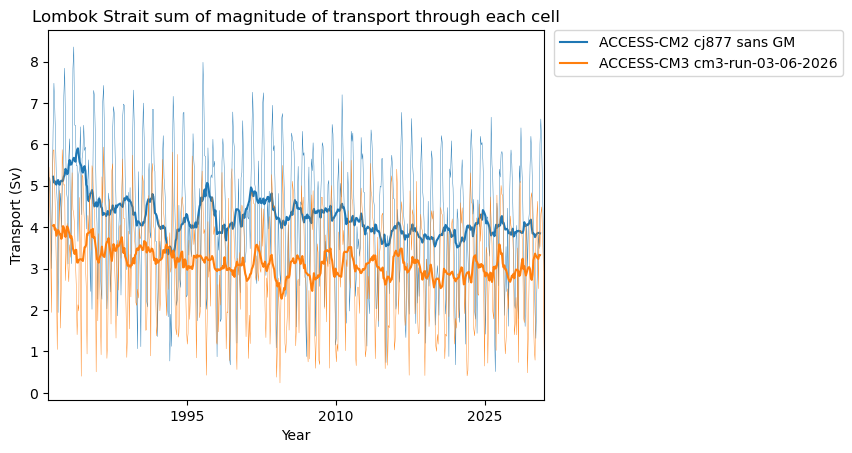 Lombok Strait sum of magnitude of transport through each cell
ACCESS-CM2 cj877 sans GM
ACCESS-CM3 cm3-run-03-06-2026
8
7
6
5
4
3
2
1
0
Transport (Sv)
1995
2010
2025
Year